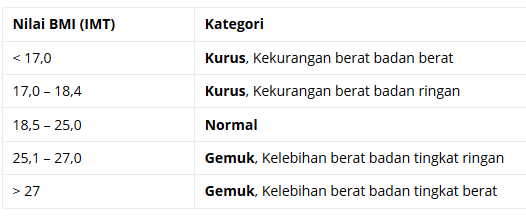 Nilai BMI (IMT) Kategori
< 17,0 Kurus, Kekurangan berat badan berat
17,0 – 18,4 Kurus, Kekurangan berat badan ringan
18,5 – 25,0 Normal
25,1 – 27,0 Gemuk, Kelebihan berat badan tingkat ringan
> 27 Gemuk, Kelebihan berat badan tingkat berat